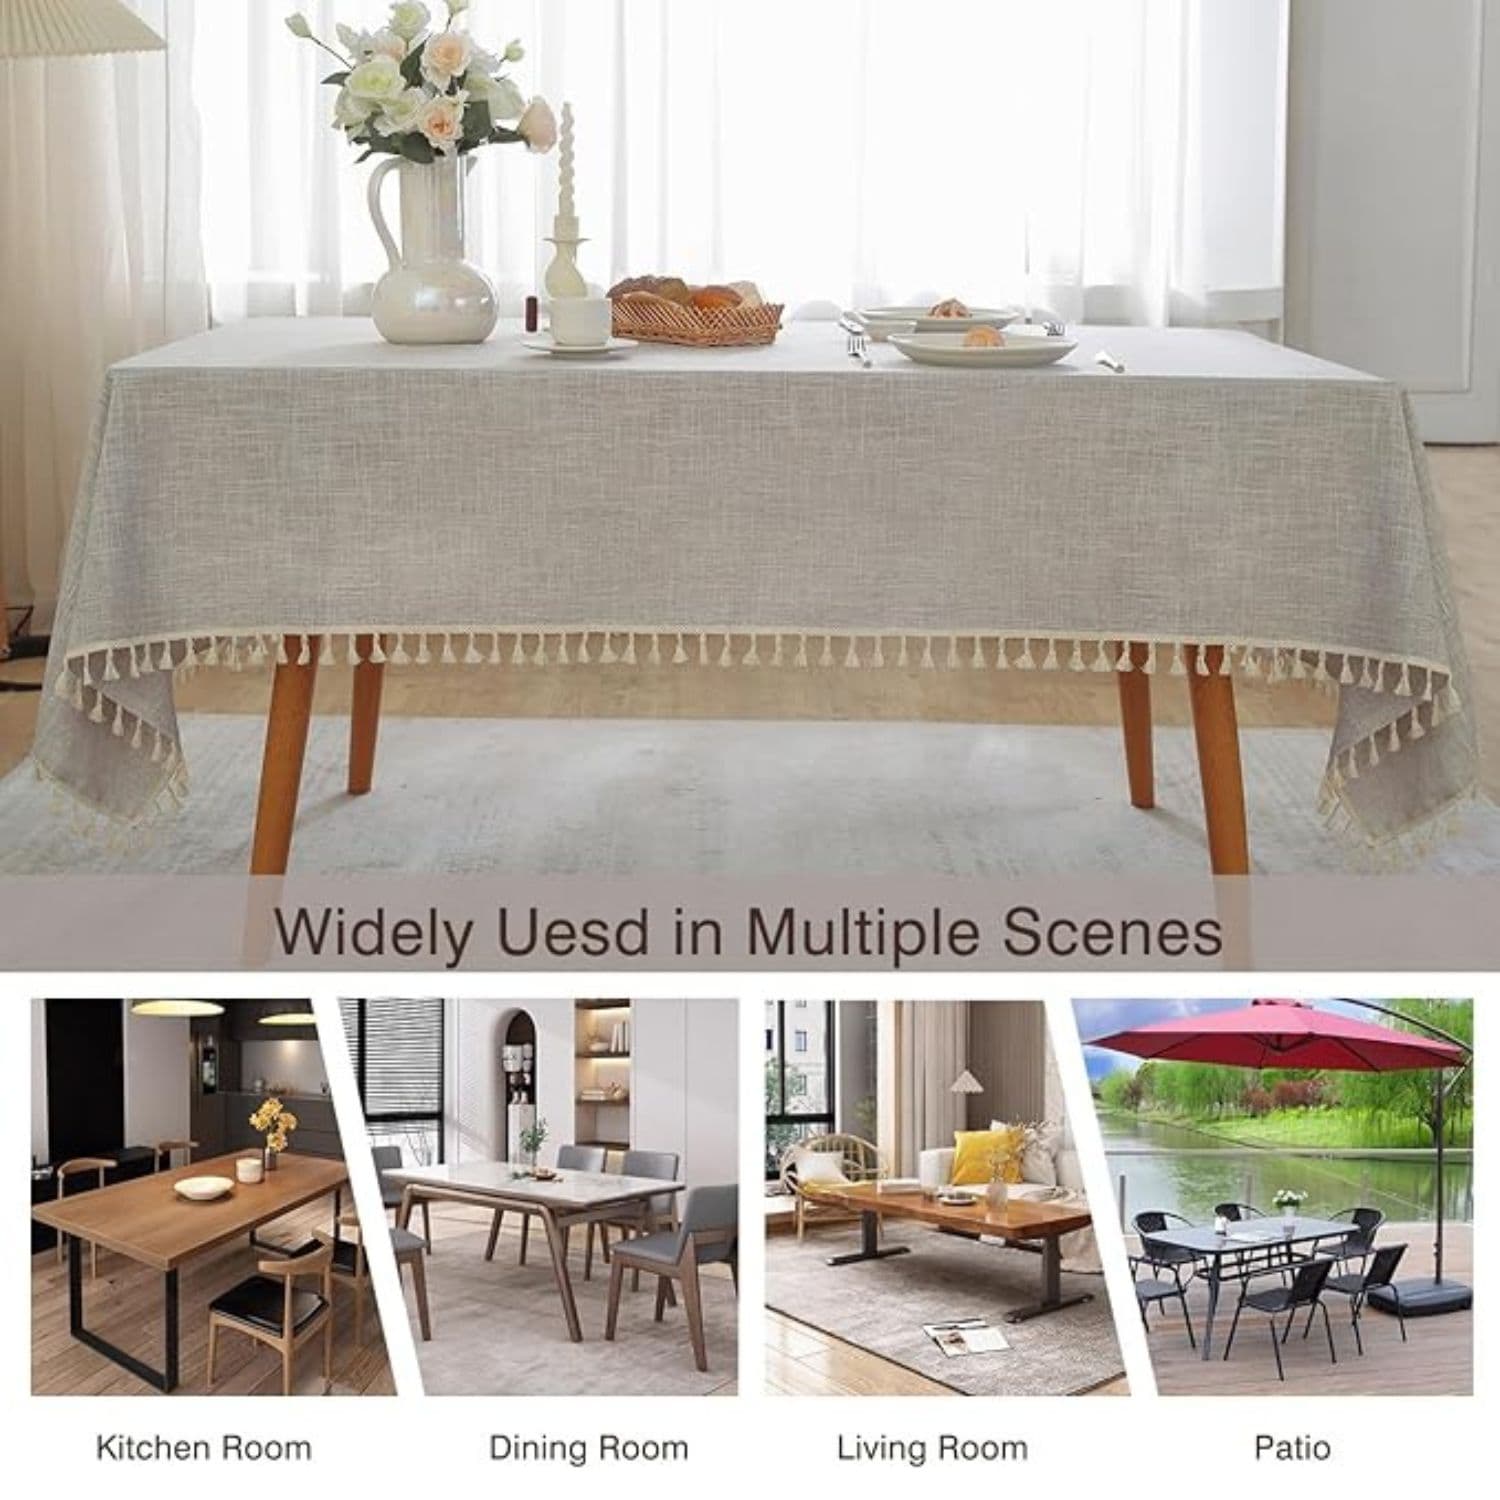 Widely Uesd in Multiple Scenes
Kitchen Room
Dining Room
Living Room
Patio